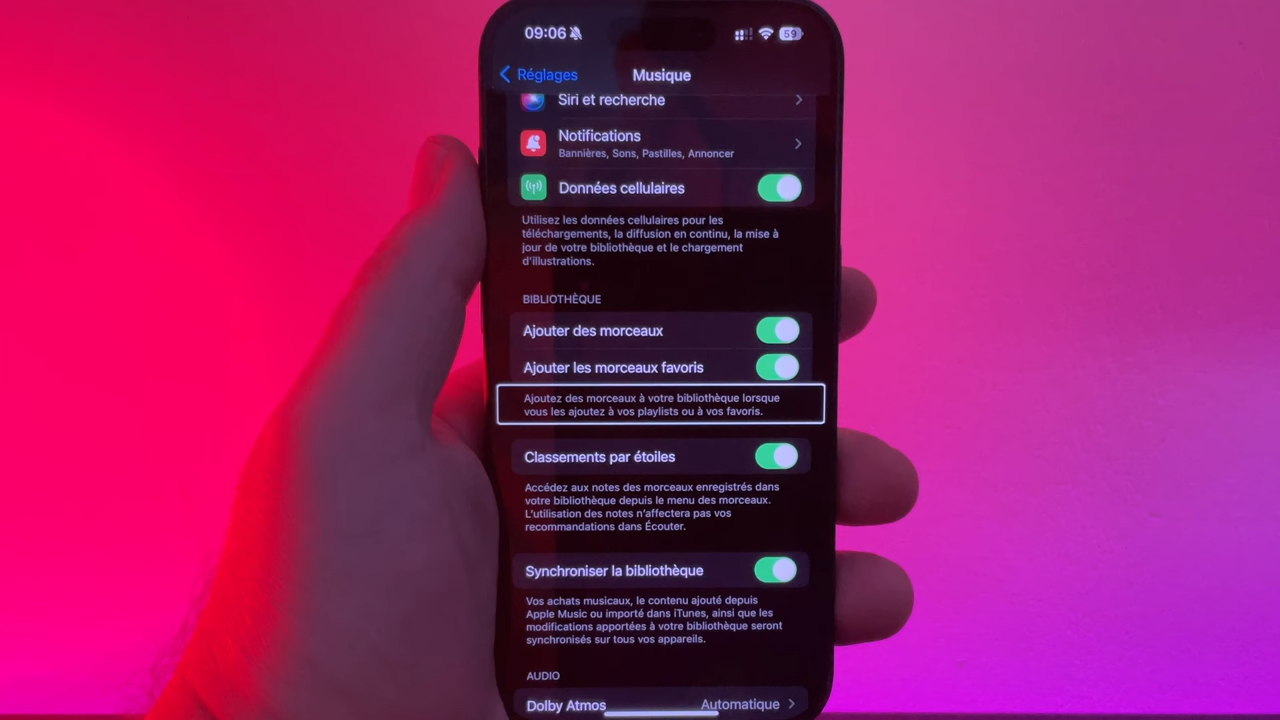 09:06
59
Réglages
Musique
Siri et recherche
Notifications
Bannières, Sons, Pastilles, Annoncer
Données cellulaires
Utilisez les données cellulaires pour les
téléchargements, la diffusion en continu, la mise à
jour de votre bibliothèque et le chargement
d'illustrations.
BIBLIOTHÈQUE
Ajouter des morceaux
Ajouter les morceaux favoris
Ajoutez des morceaux à votre bibliothèque lorsque
vous les ajoutez à vos playlists ou à vos favoris.
Classements par étoiles
Accédez aux notes des morceaux enregistrés dans
votre bibliothèque depuis le menu des morceaux.
L'utilisation des notes n'affectera pas vos
recommandations dans Écouter.
Synchroniser la bibliothèque
Vos achats musicaux, le contenu ajouté depuis
Apple Music ou importé dans iTunes, ainsi que les
modifications apportées à votre bibliothèque seront
synchronisés sur tous vos appareils.
AUDIO
Dolby Atmos
Automatique